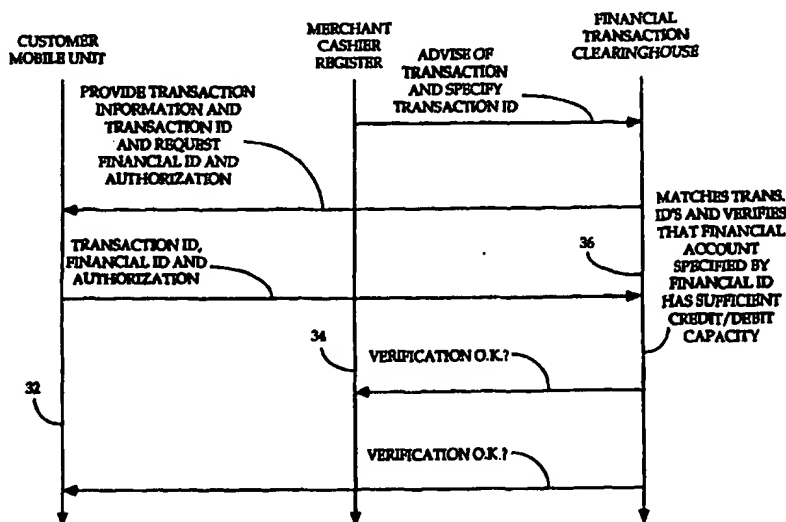 CUSTOMER
MOBILE UNIT
MERCHANT
CASHIER
REGISTER
FINANCIAL
TRANSACTION
CLEARINGHOUSE
ADVISE OF
TRANSACTION
AND SPECIFY
TRANSACTION ID
PROVIDE TRANSACTION
INFORMATION AND
TRANSACTION ID
AND REQUEST
FINANCIAL ID AND
AUTHORIZATION
MATCHES TRANS.
ID'S AND VERIFIES
THAT FINANCIAL
ACCOUNT
SPECIFIED BY
FINANCIAL ID
HAS SUFFICIENT
CREDIT/DEBIT
CAPACITY
36
TRANSACTION ID,
FINANCIAL ID AND
AUTHORIZATION
34
VERIFICATION O.K.?
32
VERIFICATION O.K.?